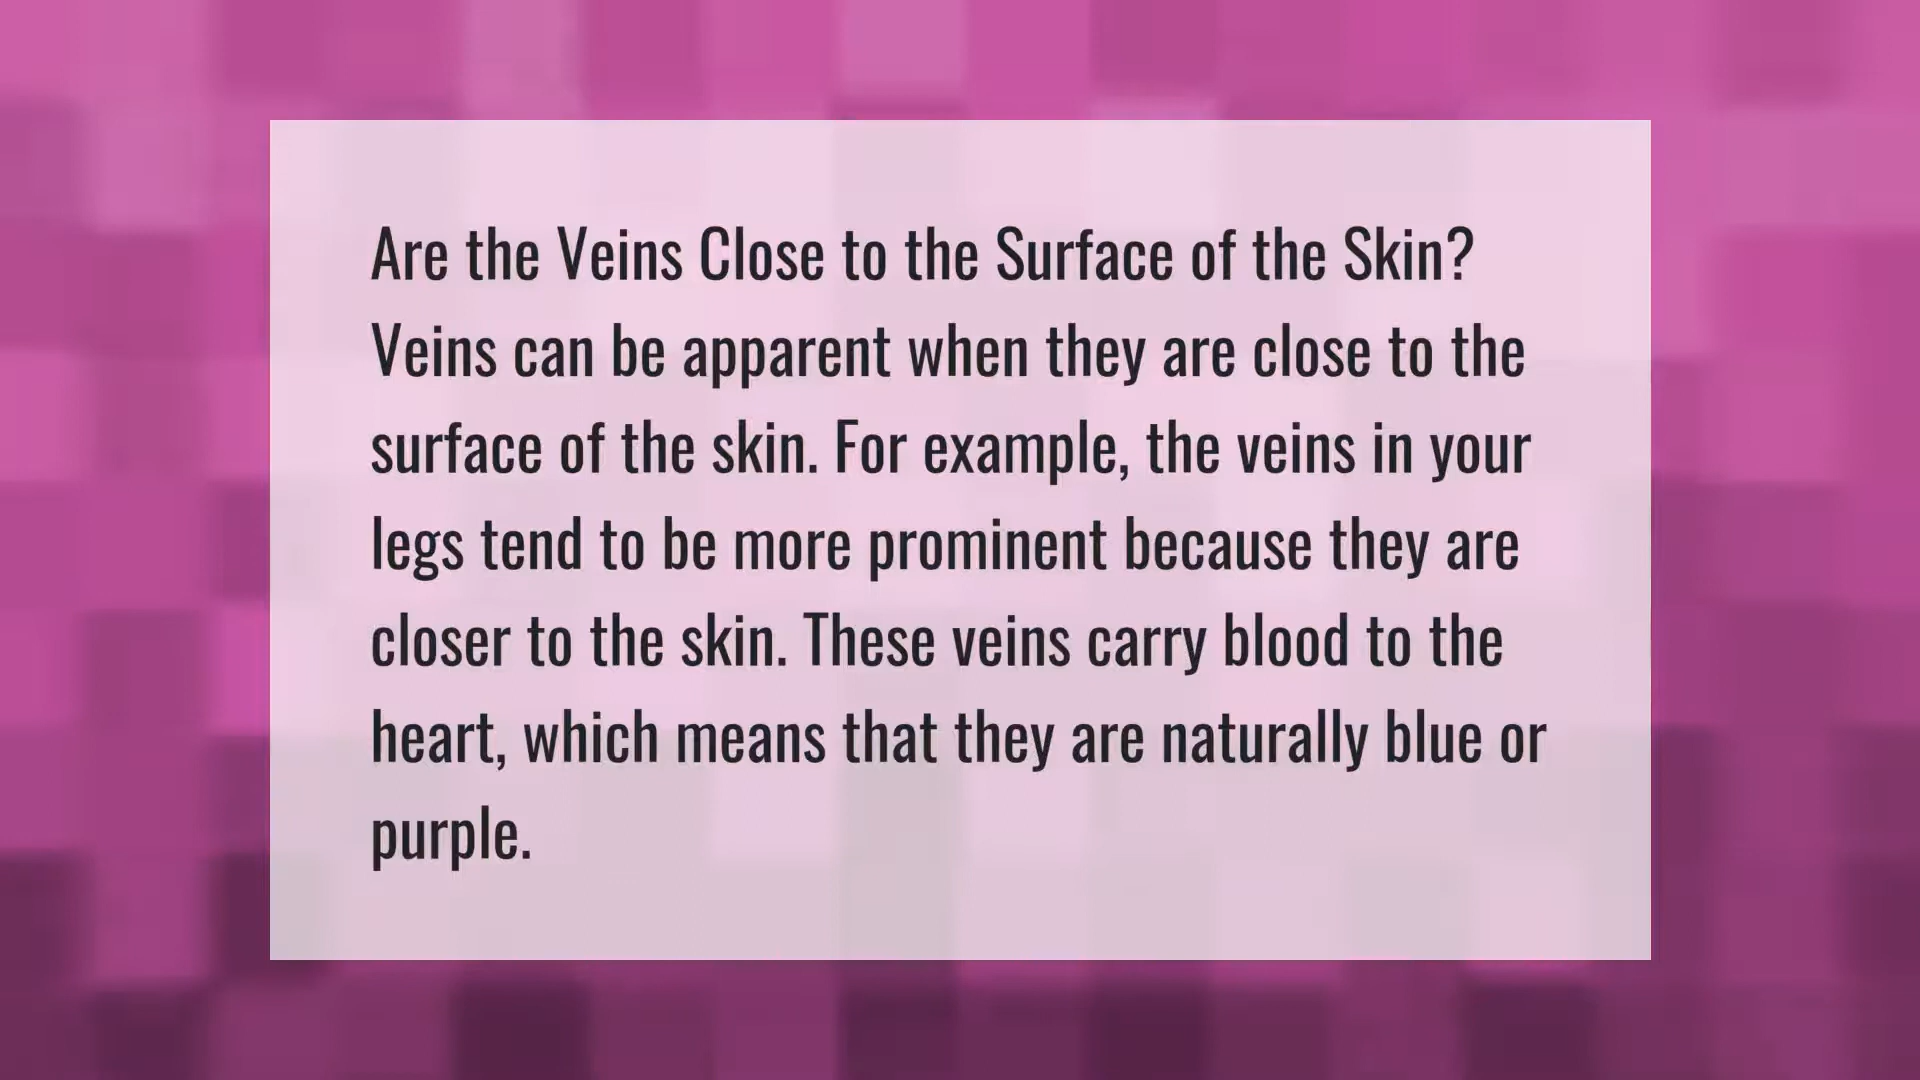 Are the Veins Close to the Surface of the Skin?
Veins can be apparent when they are close to the
surface of the skin. For example, the veins in your
legs tend to be more prominent because they are
closer to the skin. These veins carry blood to the
heart, which means that they are naturally blue or
purple.